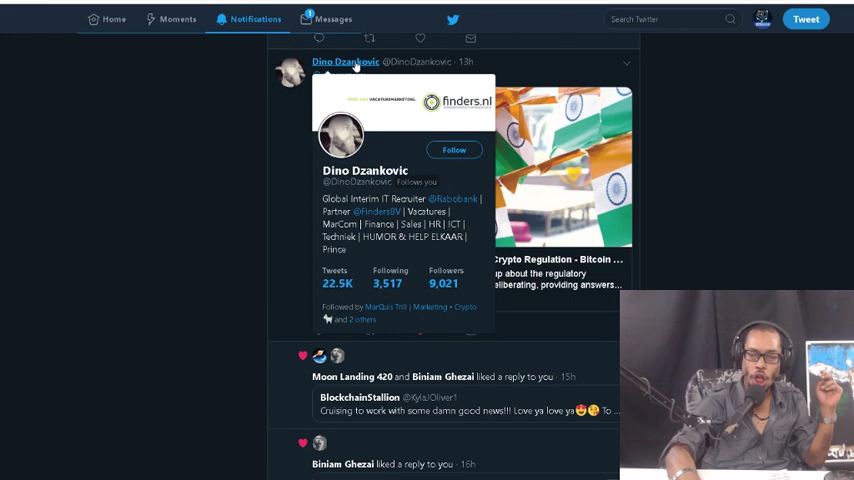 Home
Moments
Notifications
1
Messages
Search Twitter
Tweet
Dino Dzankovic @DinoDzankovic · 13h
VACATUREMARKETING.
finders.nl
Follow
Dino Dzankovic
@DinoDzankovic Follows you
Global Interim IT Recruiter @Rabobank |
Partner @FindersBV | Vacatures |
MarCom | Finance | Sales | HR | ICT |
Techniek | HUMOR & HELP ELKAAR |
Prince
Tweets Following Followers
22.5K 3,517 9,021
Followed by MarQuis Trill | Marketing • Crypto
and 2 others
Crypto Regulation - Bitcoin ...
up about the regulatory
eliberating, providing answers...
Moon Landing 420 and Biniam Ghezai liked a reply to you · 15h
BlockchainStallion @KylaJOliver1
Cruising to work with some damn good news!!! Love ya love ya😍😘 To ...
Biniam Ghezai liked a reply to you · 16h